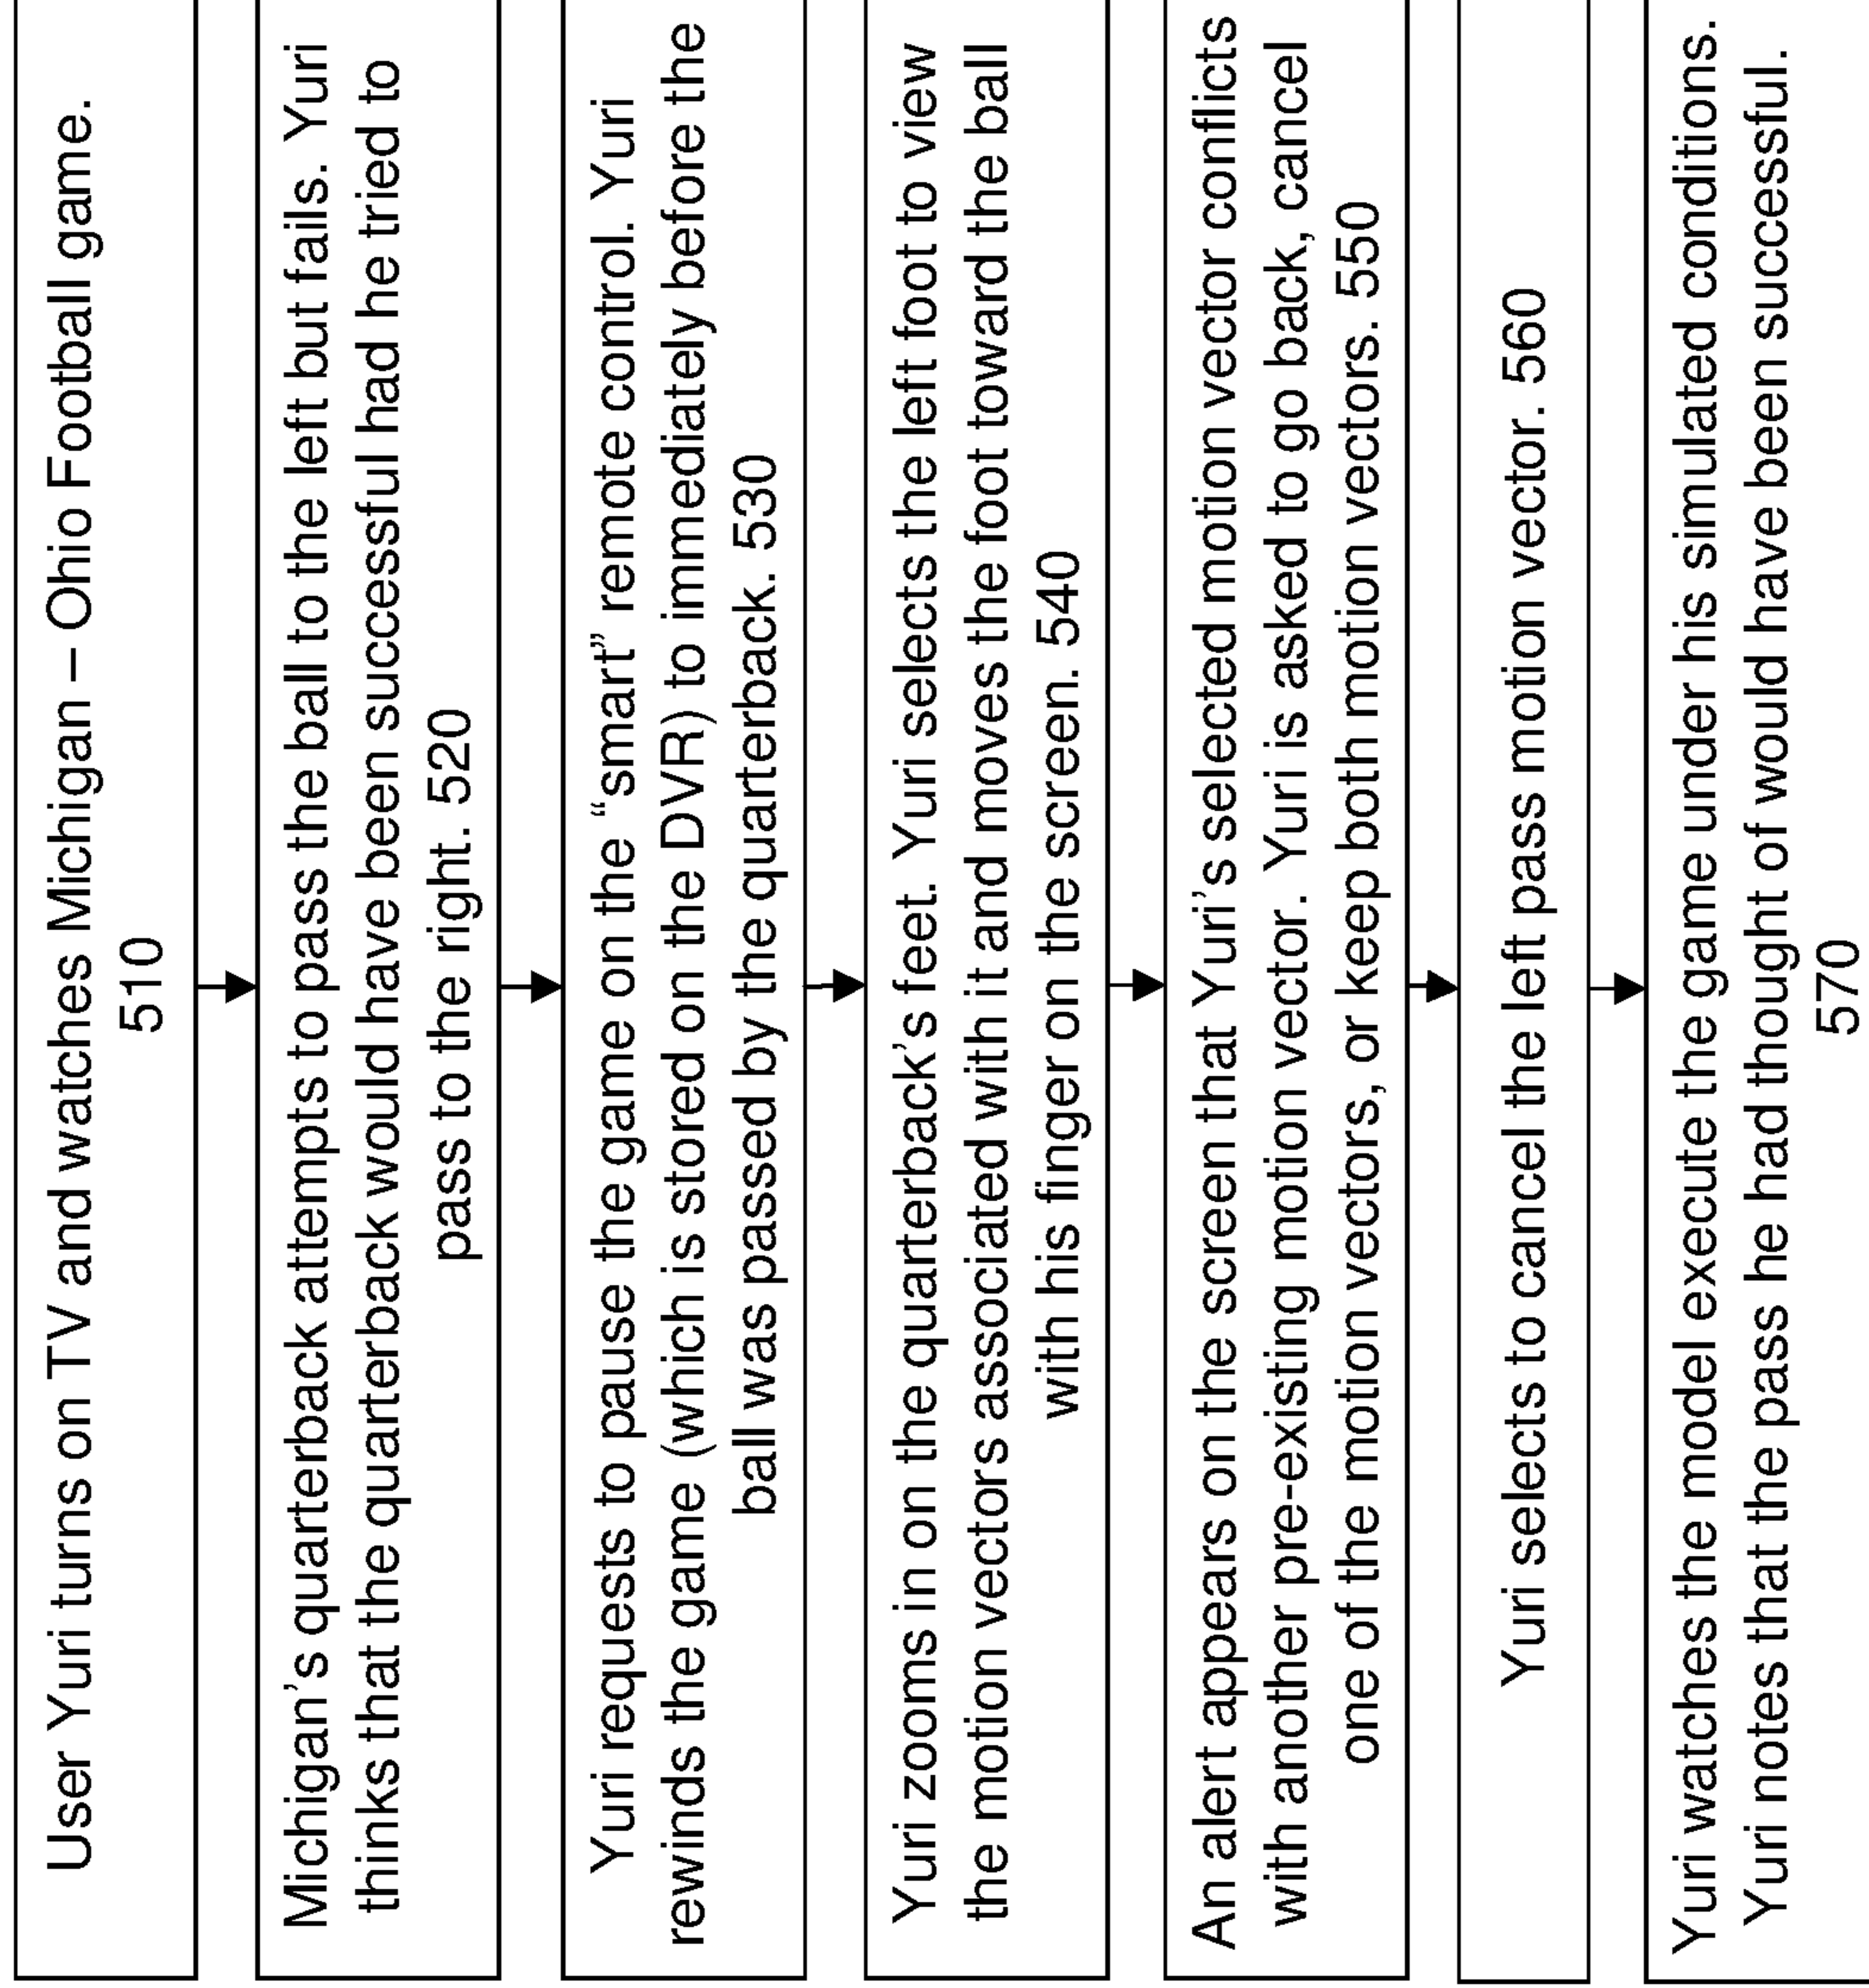 User Yuri turns on TV and watches Michigan – Ohio Football game.
510
Michigan’s quarterback attempts to pass the ball to the left but fails. Yuri
thinks that the quarterback would have been successful had he tried to
pass to the right. 520
Yuri requests to pause the game on the “smart” remote control. Yuri
rewinds the game (which is stored on the DVR) to immediately before the
ball was passed by the quarterback. 530
Yuri zooms in on the quarterback’s feet. Yuri selects the left foot to view
the motion vectors associated with it and moves the foot toward the ball
with his finger on the screen. 540
An alert appears on the screen that Yuri’s selected motion vector conflicts
with another pre-existing motion vector. Yuri is asked to go back, cancel
one of the motion vectors, or keep both motion vectors. 550
Yuri selects to cancel the left pass motion vector. 560
Yuri watches the model execute the game under his simulated conditions.
Yuri notes that the pass he had thought of would have been successful.
570